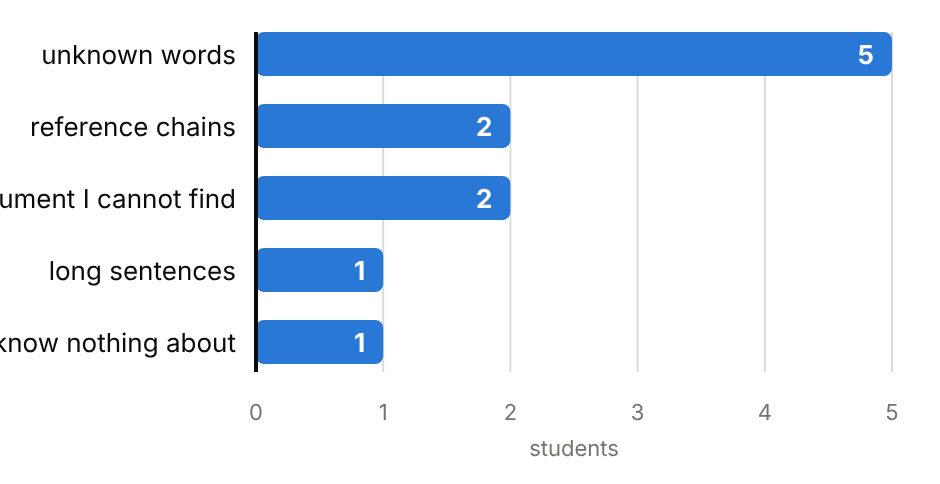 unknown words 5
reference chains 2
I cannot find 2
long sentences 1
know nothing about 1
0 1 2 3 4 5
students